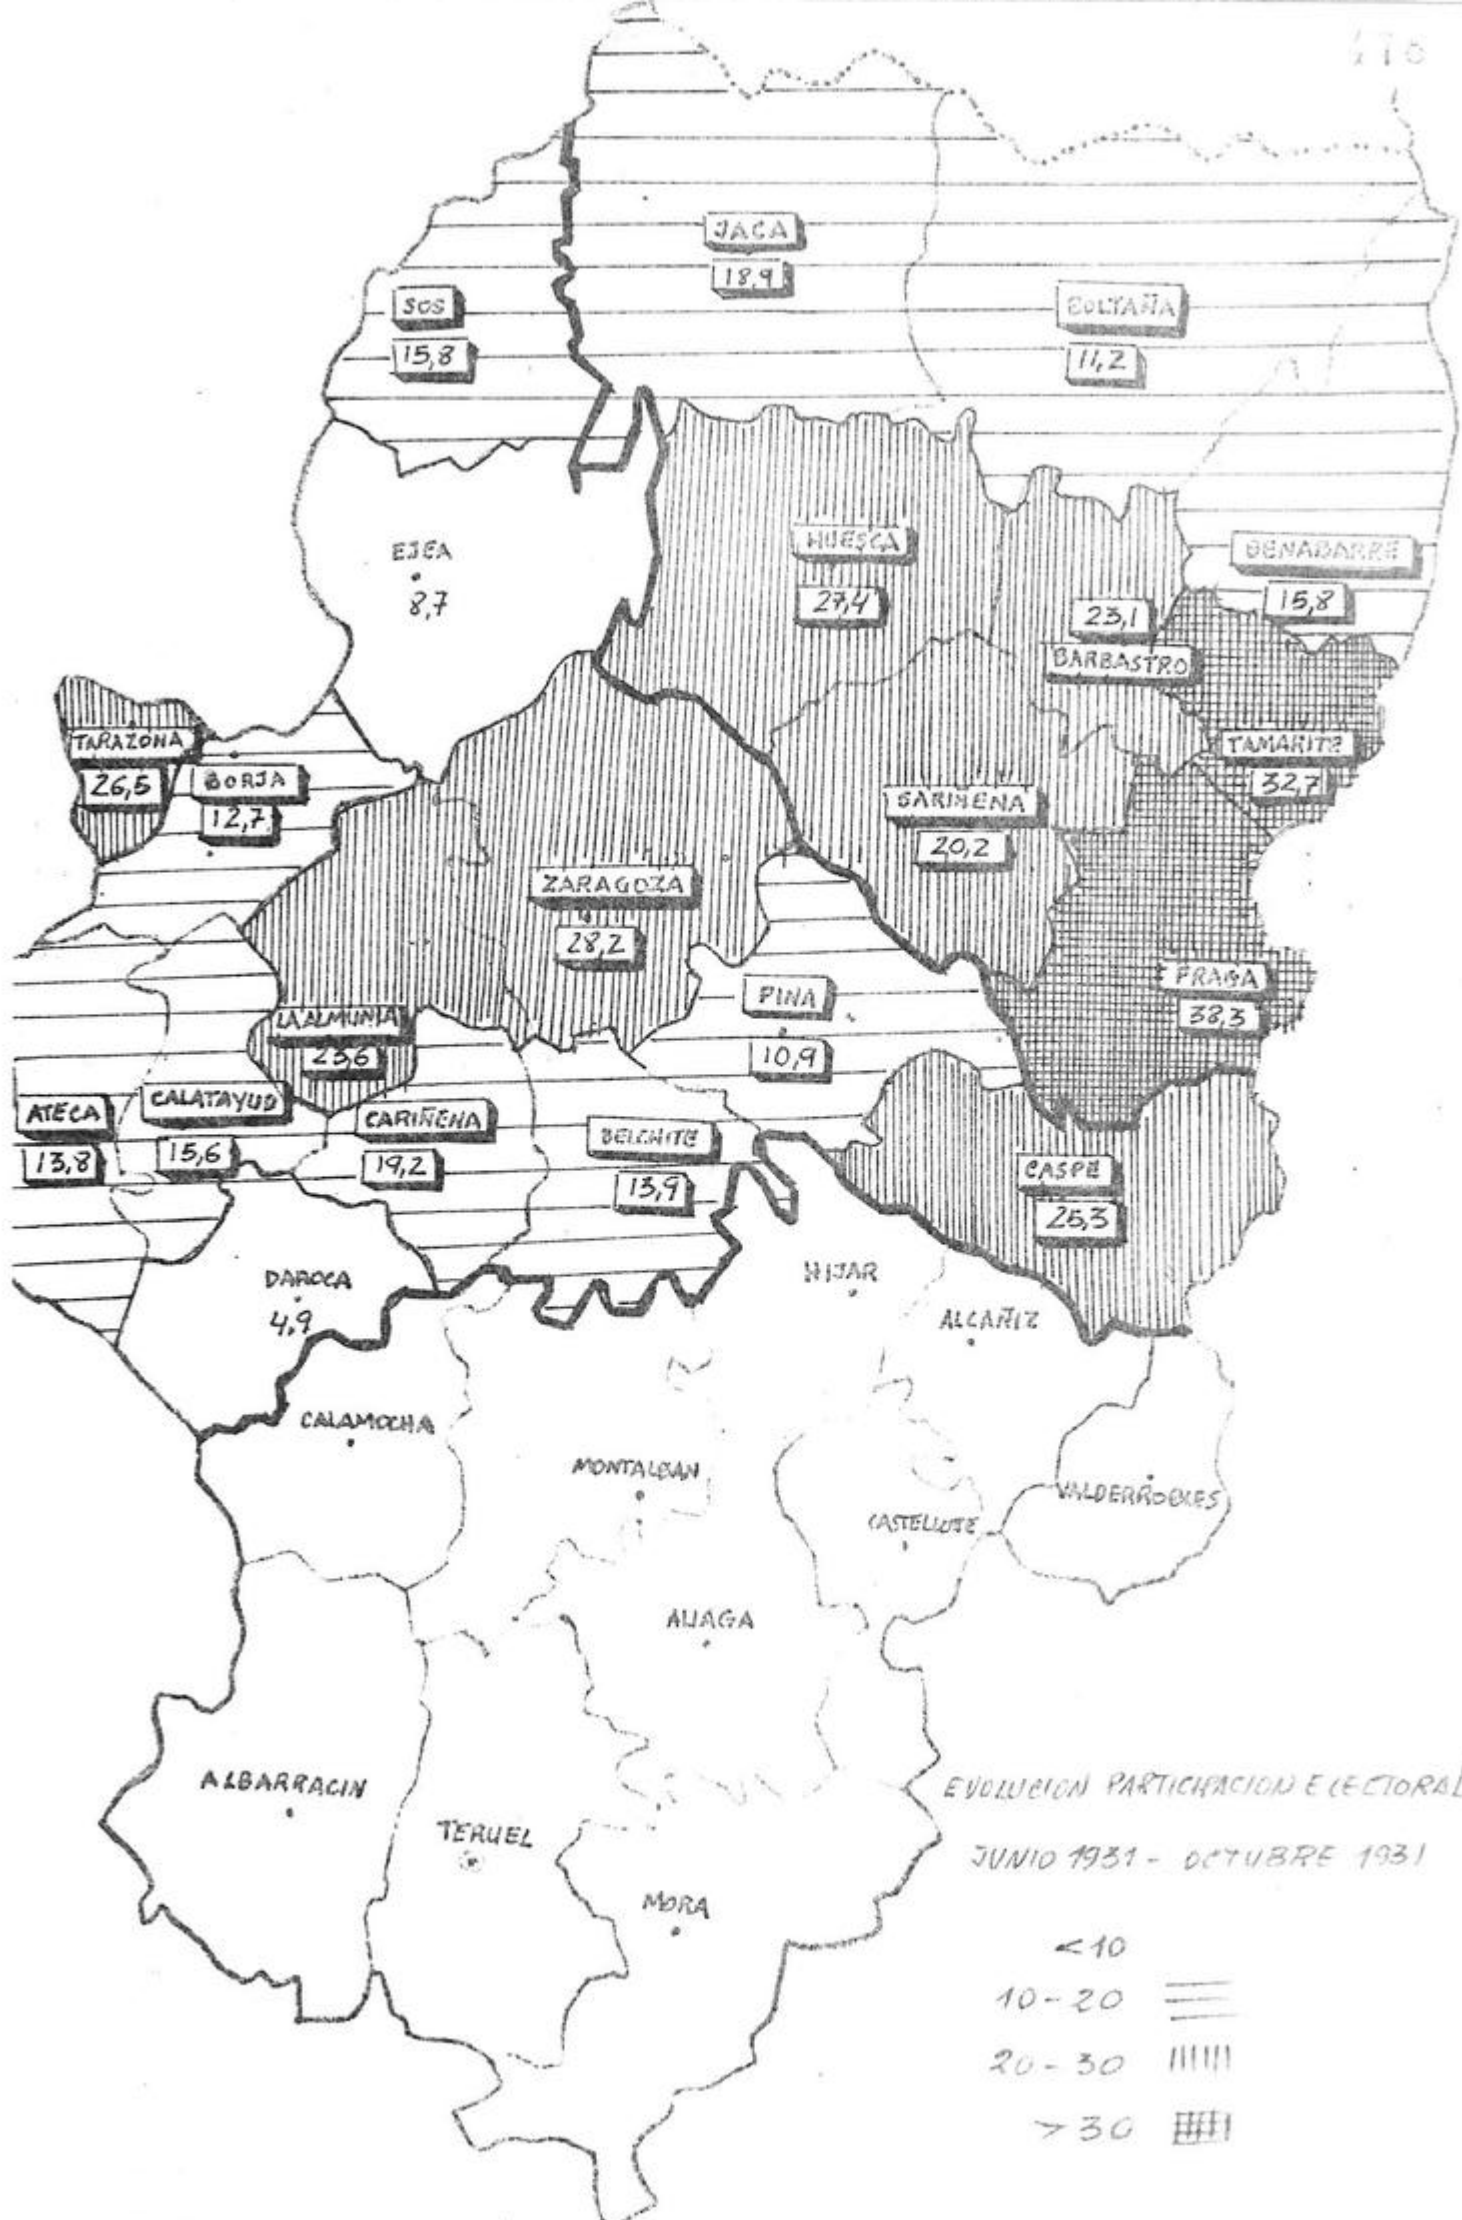 478
JACA
18,9
SOS
15,8
BOLTAÑA
11,2
EJEA
8,7
HUESCA
27,4
BENABARRE
15,8
23,1
BARBASTRO
TARAZONA
26,5
BORJA
12,7
TAMARITE
32,7
SARIÑENA
20,2
ZARAGOZA
28,2
PINA
10,9
FRAGA
38,3
LA ALMUNIA
23,6
ATECA
13,8
CALATAYUD
15,6
CARIÑENA
19,2
BELCHITE
13,9
CASPE
25,3
DAROCA
4,9
HIJAR
ALCAÑIZ
CALAMOCHA
MONTALBAN
VALDERROBLES
CASTELLOTE
ALIAGA
ALBARRACIN
TERUEL
MORA
EVOLUCION PARTICIPACION ELECTORAL
JUNIO 1931 - OCTUBRE 1931
<10
10-20
20-30
>30